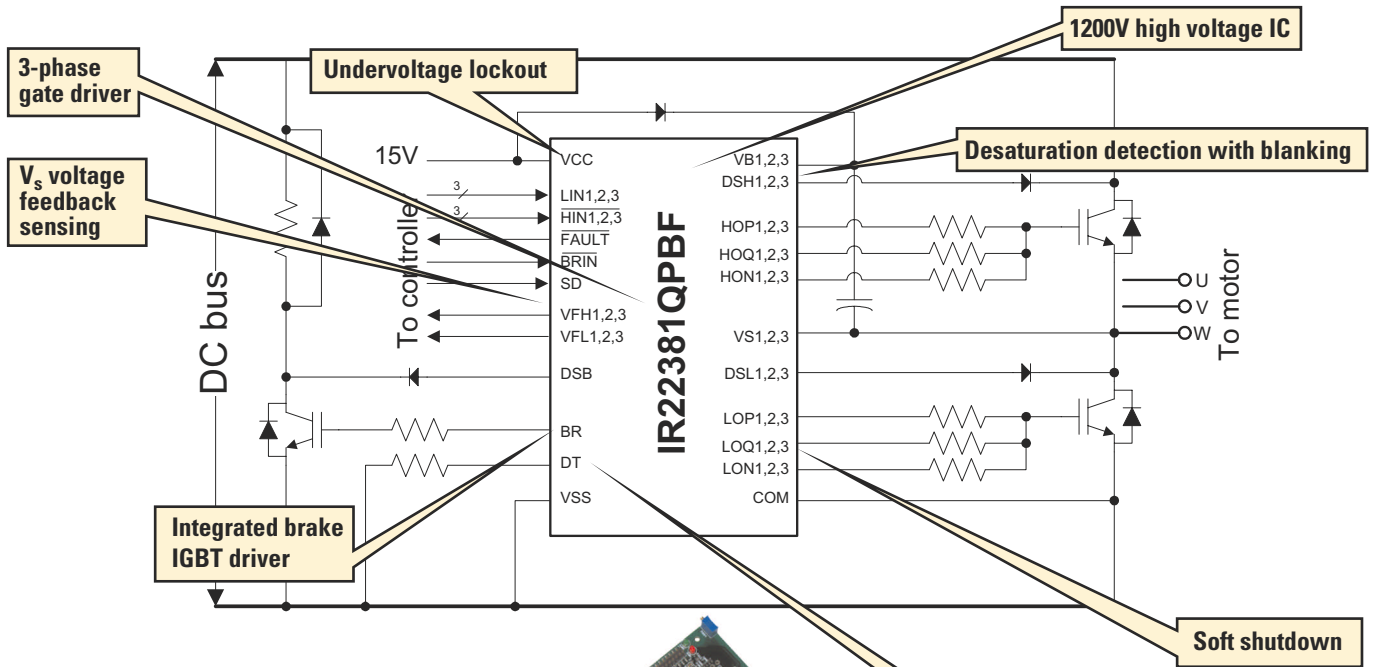 1200V high voltage IC
3-phase
gate driver
Undervoltage lockout
Desaturation detection with blanking
Vs voltage
feedback
sensing
15V
DC bus
To controlle
3
3
VCC
LIN1,2,3
HIN1,2,3
FAULT
BRIN
SD
VFH1,2,3
VFL1,2,3
DSB
BR
DT
VSS
IR22381QPBF
VB1,2,3
DSH1,2,3
HOP1,2,3
HOQ1,2,3
HON1,2,3
VS1,2,3
DSL1,2,3
LOP1,2,3
LOQ1,2,3
LON1,2,3
COM
U
V
W
To motor
Integrated brake
IGBT driver
Soft shutdown